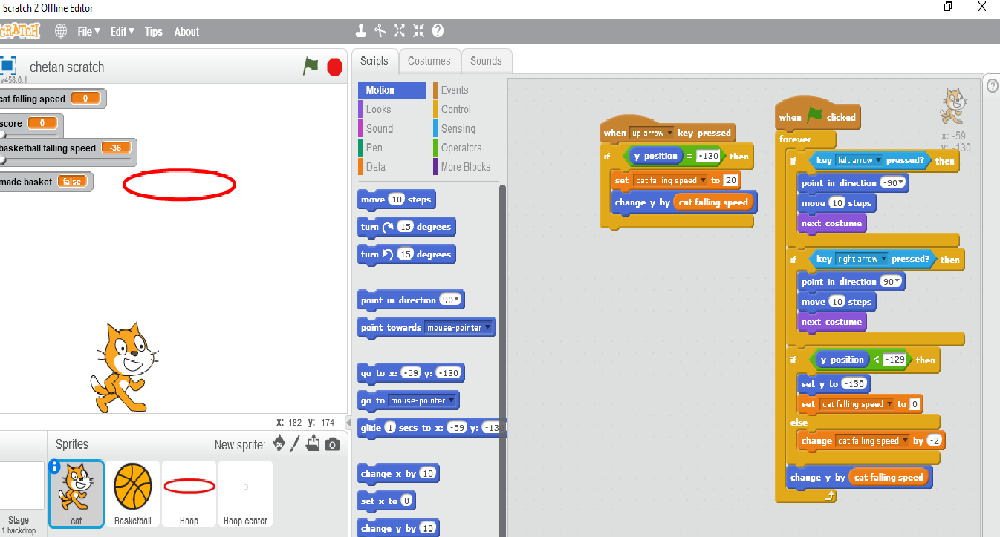 Scratch 2 Offline Editor
SCRATCH
File Edit Tips About
chetan scratch
v458.0.1
cat falling speed 0
score 0
basketball falling speed -36
made basket false
x: 182 y: 174
Sprites
New sprite:
Stage
1 backdrop
cat
Basketball
Hoop
Hoop center
Scripts
Costumes
Sounds
Motion
Looks
Sound
Pen
Data
Events
Control
Sensing
Operators
More Blocks
move 10 steps
turn 15 degrees
turn 15 degrees
point in direction 90
point towards mouse-pointer
go to x: -59 y: -130
go to mouse-pointer
glide 1 secs to x: -59 y: -130
change x by 10
set x to 0
change y by 10
when up arrow key pressed
if y position = -130 then
set cat falling speed to 20
change y by cat falling speed
when clicked
forever
if key left arrow pressed? then
point in direction -90
move 10 steps
next costume
if key right arrow pressed? then
point in direction 90
move 10 steps
next costume
if y position < -129 then
set y to -130
set cat falling speed to 0
else
change cat falling speed by -2
change y by cat falling speed
x: -59
y: -130